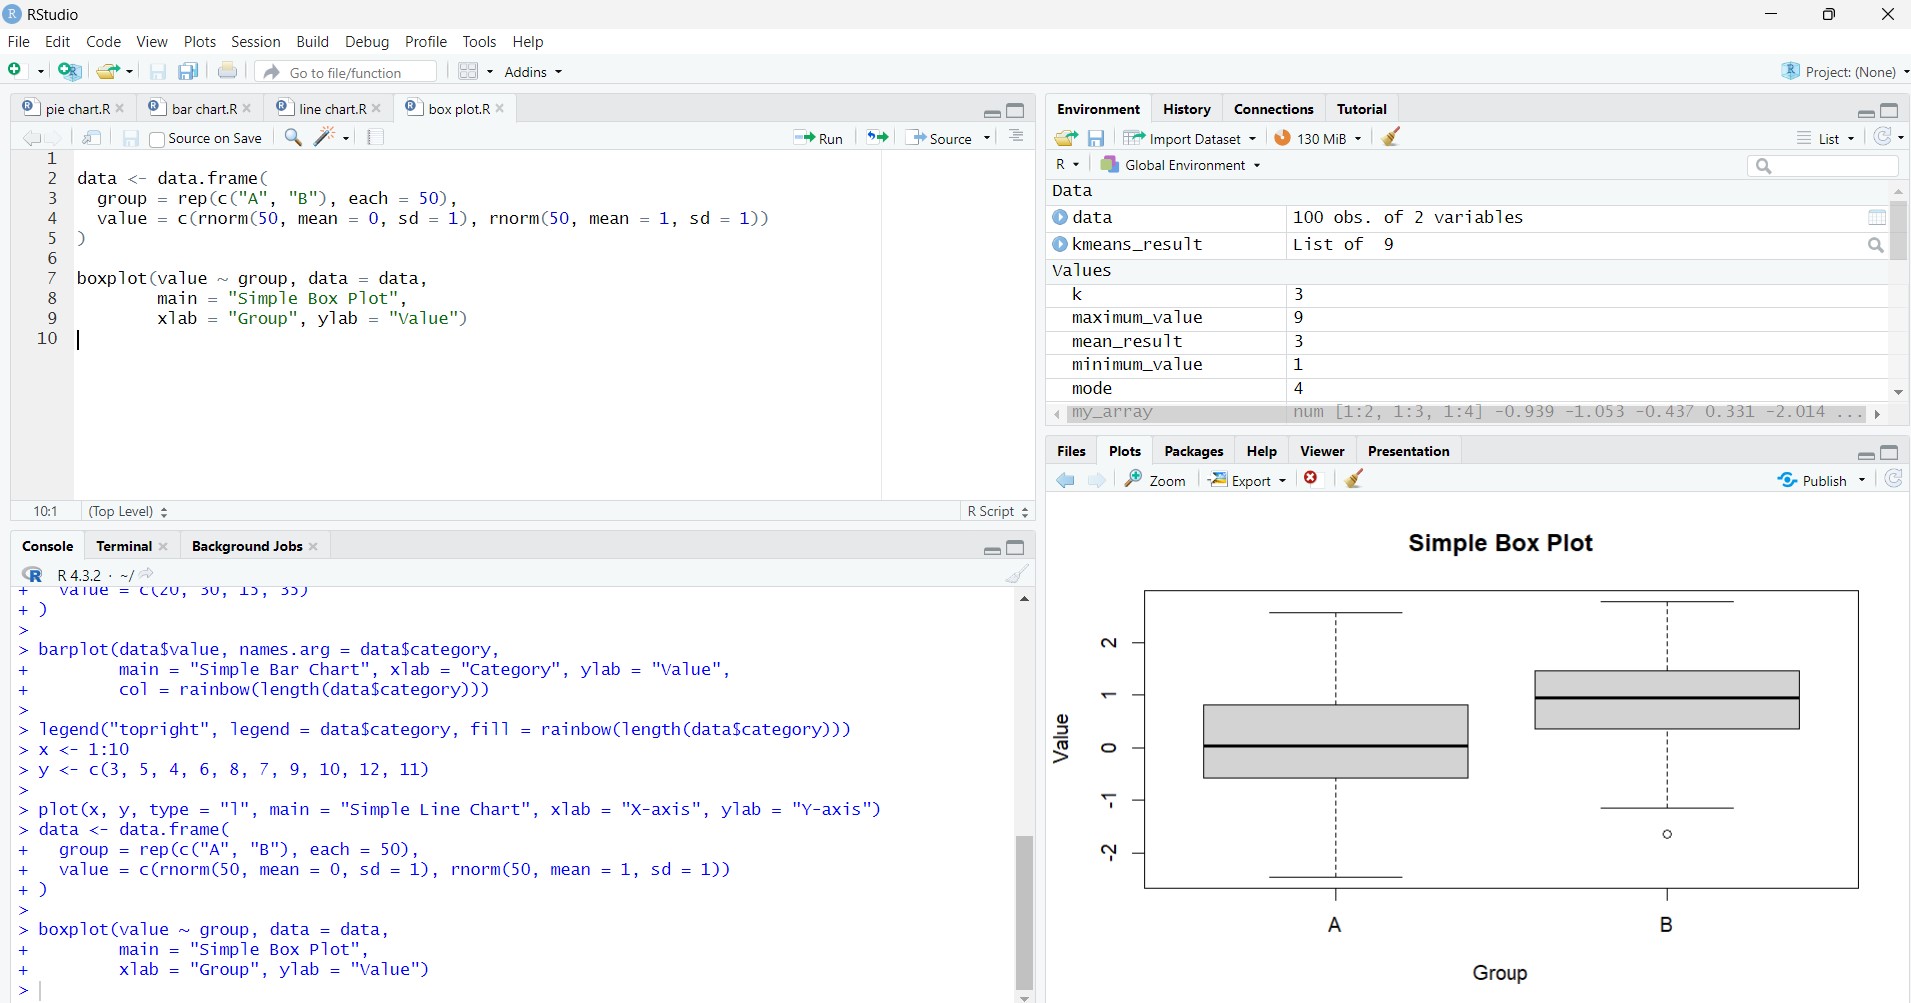 RStudio
File Edit Code View Plots Session Build Debug Profile Tools Help
Go to file/function Addins Project: (None)
pie chart.R bar chart.R line chart.R box plot.R
Source on Save Run Source
1
2 data <- data.frame(
3 group = rep(c("A", "B"), each = 50),
4 value = c(rnorm(50, mean = 0, sd = 1), rnorm(50, mean = 1, sd = 1))
5 )
6
7 boxplot(value ~ group, data = data,
8 main = "Simple Box Plot",
9 xlab = "Group", ylab = "Value")
10
10:1 (Top Level) R Script
Console Terminal Background Jobs
R 4.3.2 · ~/
+ value = c(20, 30, 15, 35)
+ )
>
> barplot(data$value, names.arg = data$category,
+ main = "Simple Bar Chart", xlab = "Category", ylab = "Value",
+ col = rainbow(length(data$category)))
>
> legend("topright", legend = data$category, fill = rainbow(length(data$category)))
> x <- 1:10
> y <- c(3, 5, 4, 6, 8, 7, 9, 10, 12, 11)
>
> plot(x, y, type = "l", main = "Simple Line Chart", xlab = "X-axis", ylab = "Y-axis")
> data <- data.frame(
+ group = rep(c("A", "B"), each = 50),
+ value = c(rnorm(50, mean = 0, sd = 1), rnorm(50, mean = 1, sd = 1))
+ )
>
> boxplot(value ~ group, data = data,
+ main = "Simple Box Plot",
+ xlab = "Group", ylab = "Value")
>
Environment History Connections Tutorial
Import Dataset 130 MiB List
R Global Environment
Data
data 100 obs. of 2 variables
kmeans_result List of 9
Values
k 3
maximum_value 9
mean_result 3
minimum_value 1
mode 4
my_array num [1:2, 1:3, 1:4] -0.939 -1.053 -0.437 0.331 -2.014 ...
Files Plots Packages Help Viewer Presentation
Zoom Export Publish
Simple Box Plot
Value
2
1
0
-1
-2
A B
Group